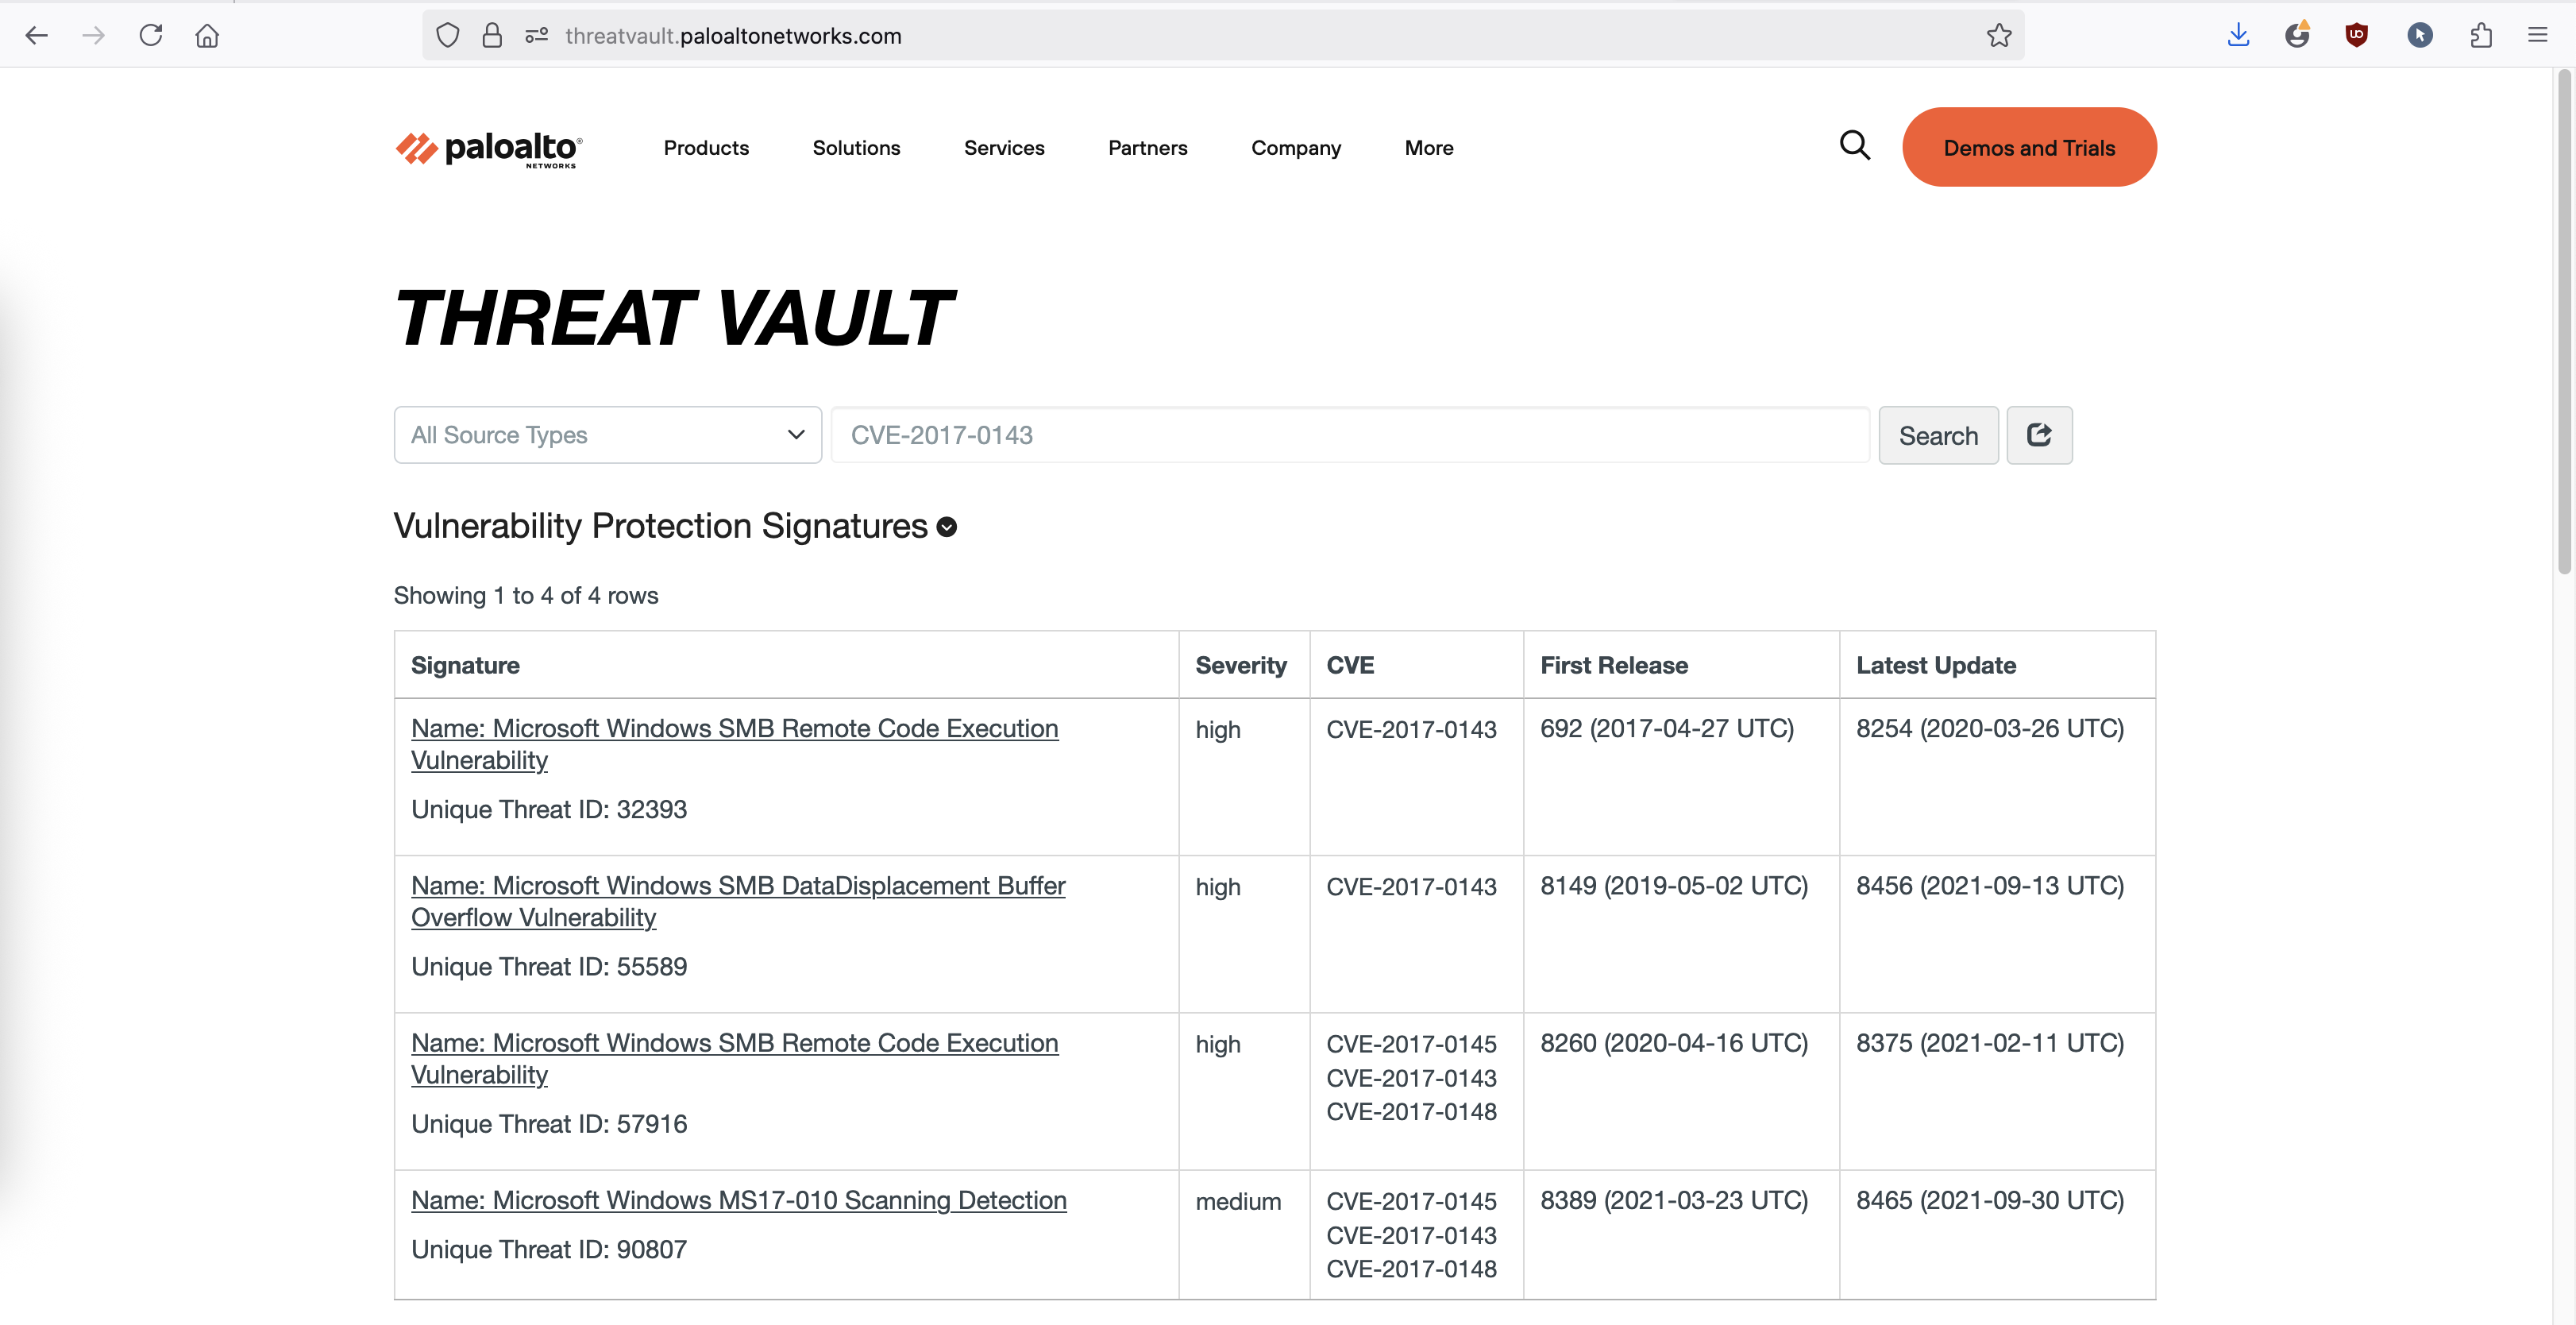 threatvault.paloaltonetworks.com
paloalto®
NETWORKS
Products Solutions Services Partners Company More
Demos and Trials
THREAT VAULT
All Source Types CVE-2017-0143 Search
Vulnerability Protection Signatures
Showing 1 to 4 of 4 rows
Signature Severity CVE First Release Latest Update
Name: Microsoft Windows SMB Remote Code Execution high CVE-2017-0143 692 (2017-04-27 UTC) 8254 (2020-03-26 UTC)
Vulnerability
Unique Threat ID: 32393
Name: Microsoft Windows SMB DataDisplacement Buffer high CVE-2017-0143 8149 (2019-05-02 UTC) 8456 (2021-09-13 UTC)
Overflow Vulnerability
Unique Threat ID: 55589
Name: Microsoft Windows SMB Remote Code Execution high CVE-2017-0145 8260 (2020-04-16 UTC) 8375 (2021-02-11 UTC)
Vulnerability CVE-2017-0143
Unique Threat ID: 57916 CVE-2017-0148
Name: Microsoft Windows MS17-010 Scanning Detection medium CVE-2017-0145 8389 (2021-03-23 UTC) 8465 (2021-09-30 UTC)
Unique Threat ID: 90807 CVE-2017-0143
CVE-2017-0148